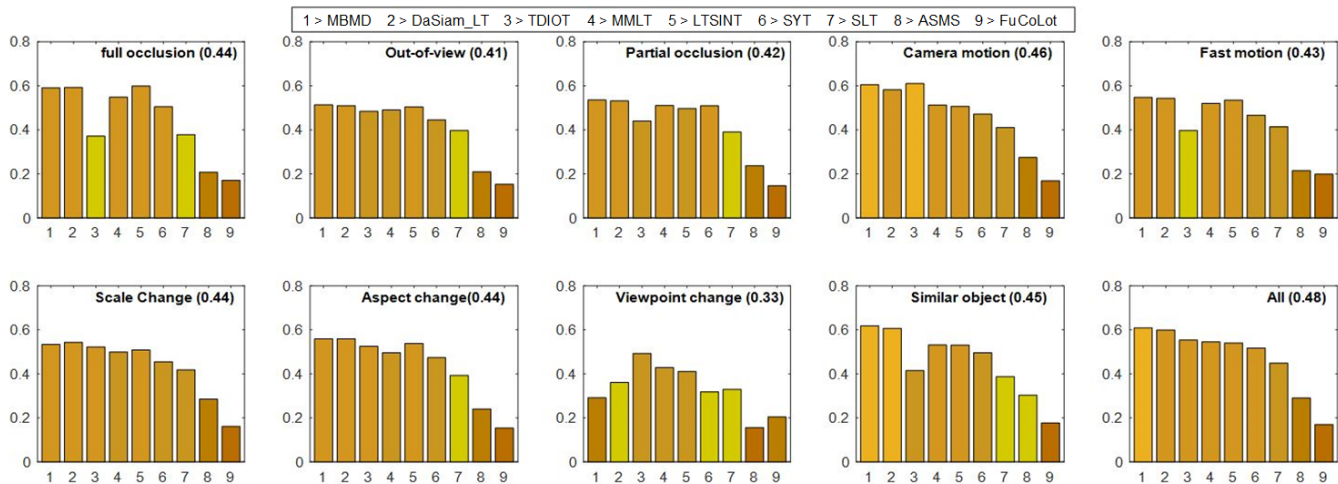 1 > MBMD 2 > DaSiam_LT 3 > TDIOT 4 > MMLT 5 > LTSINT 6 > SYT 7 > SLT 8 > ASMS 9 > FuCoLot
full occlusion (0.44)
0.8
0.6
0.4
0.2
0
1 2 3 4 5 6 7 8 9
Out-of-view (0.41)
0.8
0.6
0.4
0.2
0
1 2 3 4 5 6 7 8 9
Partial occlusion (0.42)
0.8
0.6
0.4
0.2
0
1 2 3 4 5 6 7 8 9
Camera motion (0.46)
0.8
0.6
0.4
0.2
0
1 2 3 4 5 6 7 8 9
Fast motion (0.43)
0.8
0.6
0.4
0.2
0
1 2 3 4 5 6 7 8 9
Scale Change (0.44)
0.8
0.6
0.4
0.2
0
1 2 3 4 5 6 7 8 9
Aspect change(0.44)
0.8
0.6
0.4
0.2
0
1 2 3 4 5 6 7 8 9
Viewpoint change (0.33)
0.8
0.6
0.4
0.2
0
1 2 3 4 5 6 7 8 9
Similar object (0.45)
0.8
0.6
0.4
0.2
0
1 2 3 4 5 6 7 8 9
All (0.48)
0.8
0.6
0.4
0.2
0
1 2 3 4 5 6 7 8 9